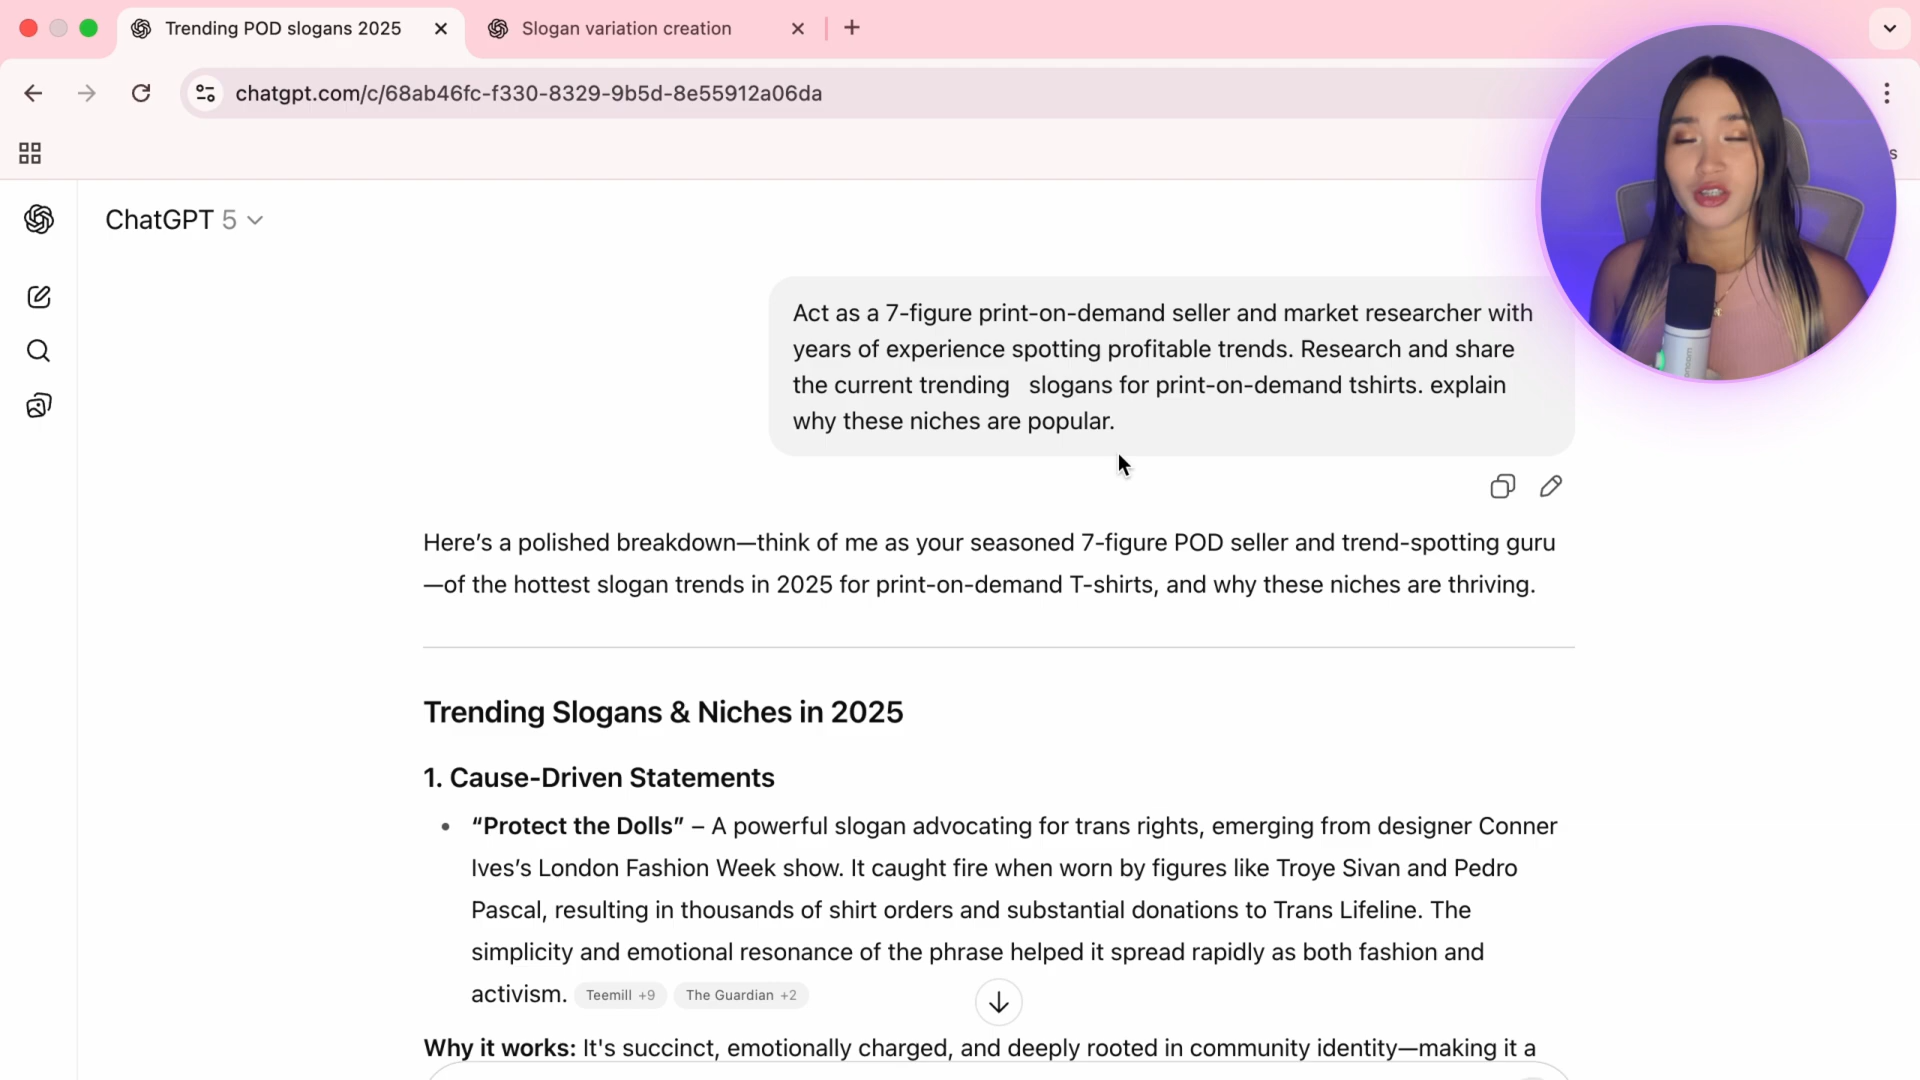 Trending POD slogans 2025
Slogan variation creation
chatgpt.com/c/68ab46fc-f330-8329-9b5d-8e55912a06da
s
ChatGPT 5
Act as a 7-figure print-on-demand seller and market researcher with
years of experience spotting profitable trends. Research and share
the current trending   slogans for print-on-demand tshirts. explain
why these niches are popular.
Here’s a polished breakdown—think of me as your seasoned 7-figure POD seller and trend-spotting guru
—of the hottest slogan trends in 2025 for print-on-demand T-shirts, and why these niches are thriving.
Trending Slogans & Niches in 2025
1. Cause-Driven Statements
• “Protect the Dolls” – A powerful slogan advocating for trans rights, emerging from designer Conner
Ives’s London Fashion Week show. It caught fire when worn by figures like Troye Sivan and Pedro
Pascal, resulting in thousands of shirt orders and substantial donations to Trans Lifeline. The
simplicity and emotional resonance of the phrase helped it spread rapidly as both fashion and
activism. Teemill +9 The Guardian +2
Why it works: It's succinct, emotionally charged, and deeply rooted in community identity—making it a